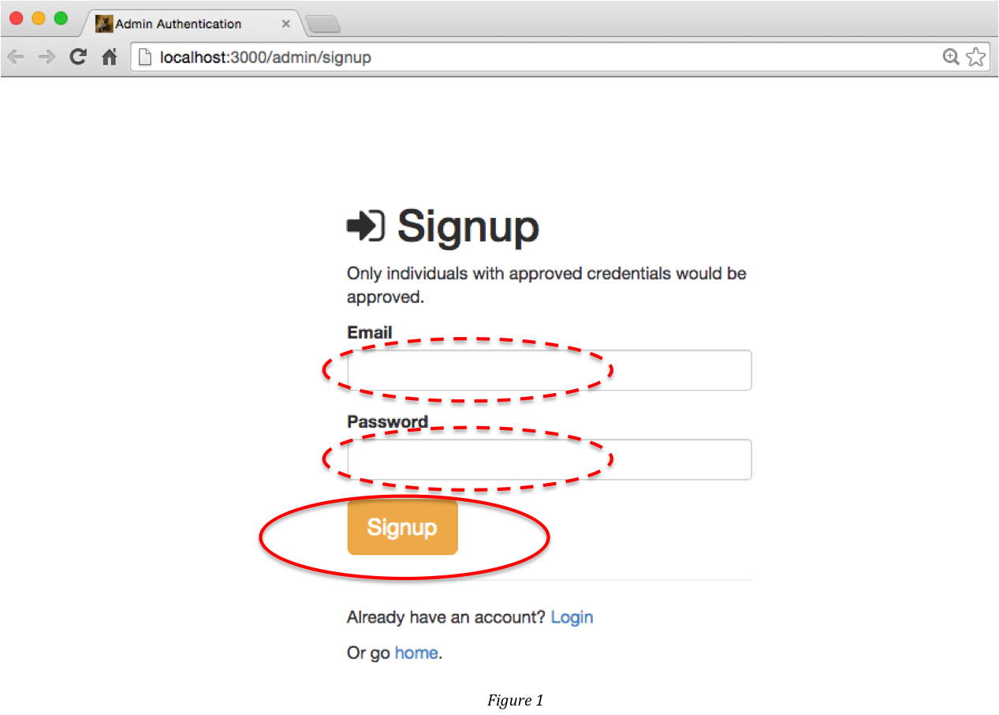 Admin Authentication
localhost:3000/admin/signup
Signup
Only individuals with approved credentials would be
approved.
Email
Password
Signup
Already have an account? Login
Or go home.
Figure 1